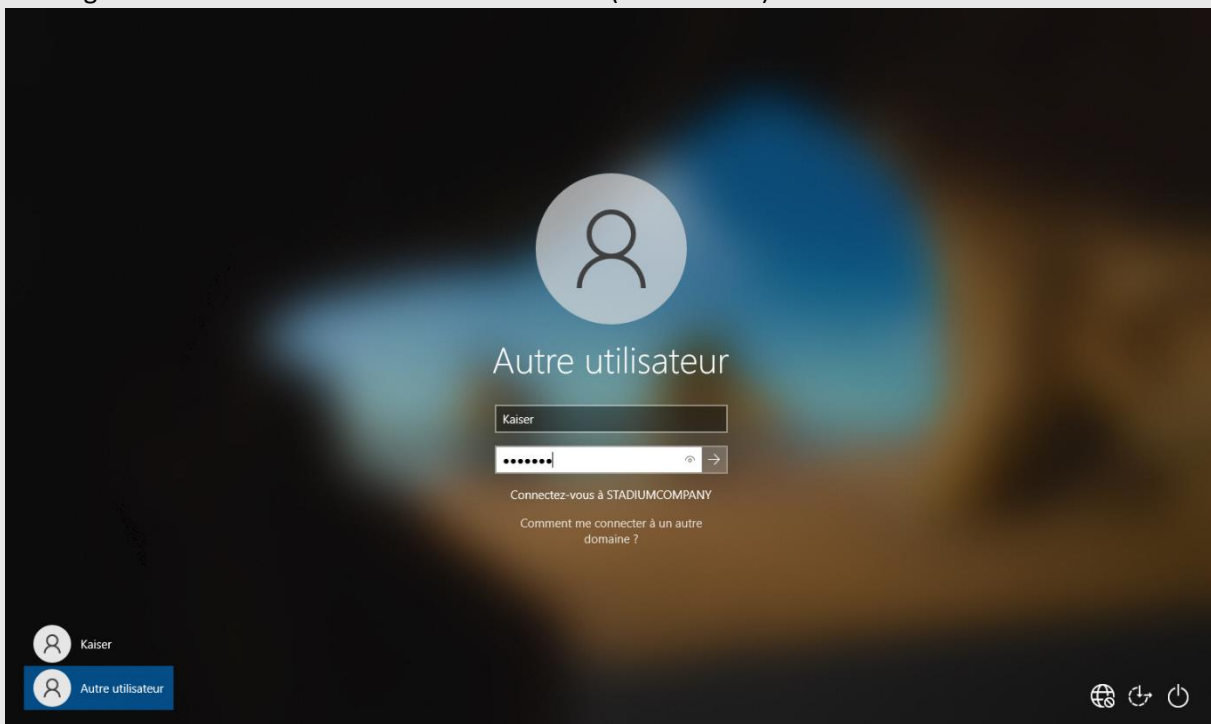 Autre utilisateur
Kaiser
Connectez-vous à STADIUMCOMPANY
Comment me connecter à un autre
domaine ?
Kaiser
Autre utilisateur